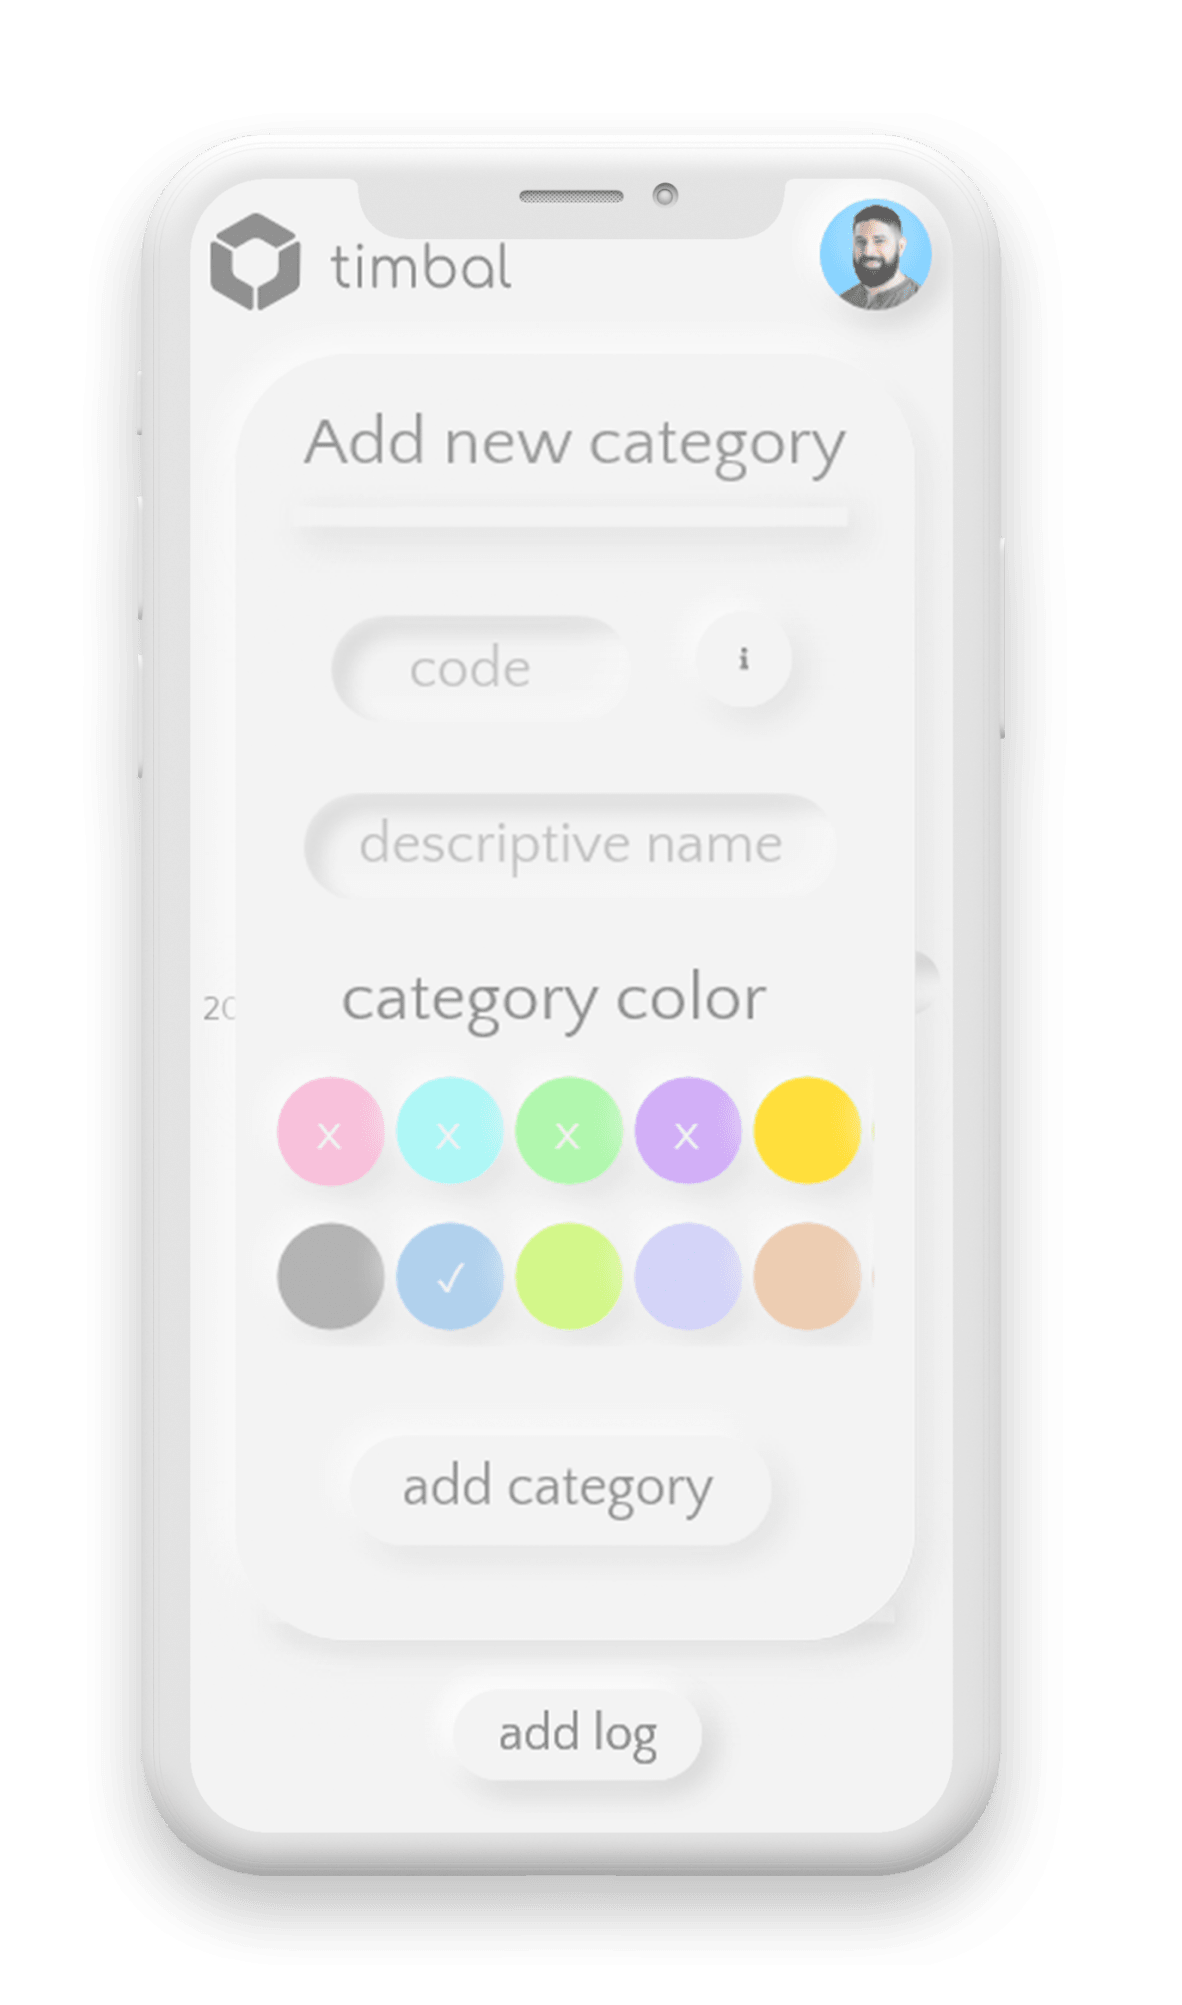 timbal
Add new category
code
i
descriptive name
20
category color
x x x x
✓
add category
add log